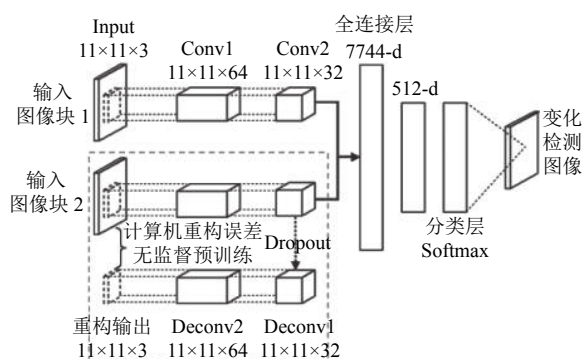 Input
11×11×3
Conv1
11×11×64
Conv2
11×11×32
全连接层
7744-d
512-d
输入
图像块 1
输入
图像块 2
变化
检测
图像
分类层
Softmax
计算机重构误差
无监督预训练
Dropout
重构输出
11×11×3
Deconv2
11×11×64
Deconv1
11×11×32